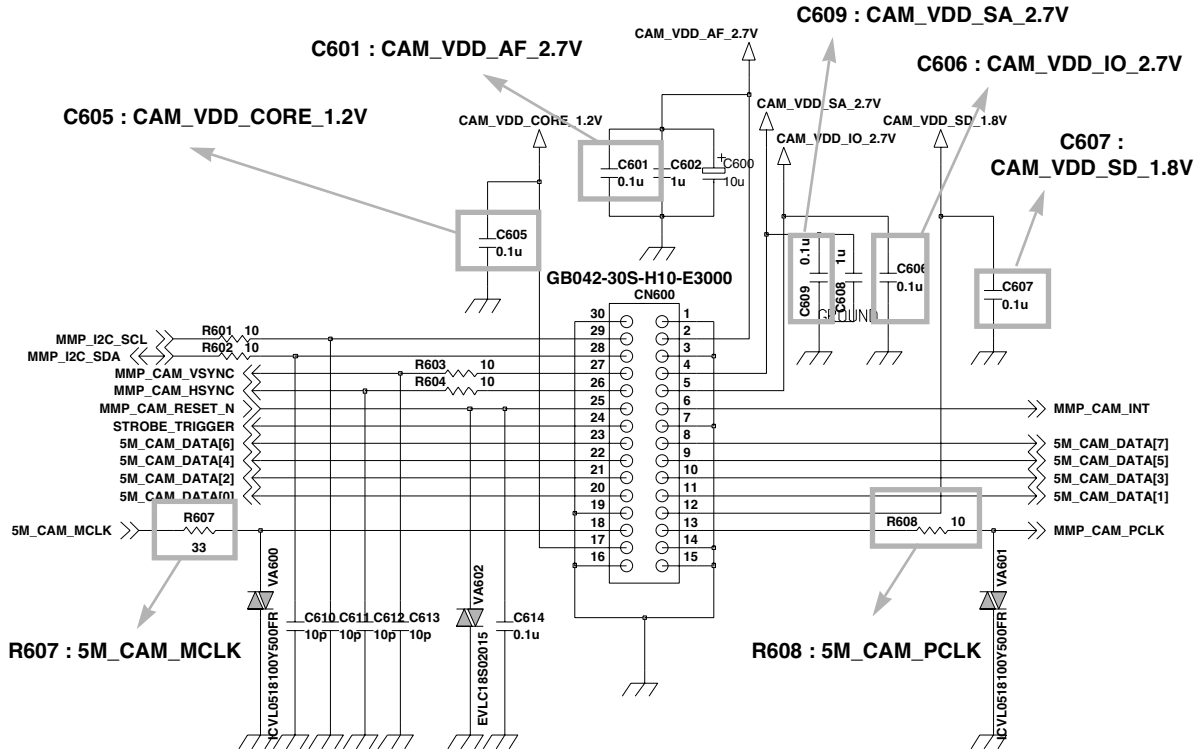 C609 : CAM_VDD_SA_2.7V
CAM_VDD_AF_2.7V
C601 : CAM_VDD_AF_2.7V
C606 : CAM_VDD_IO_2.7V
C605 : CAM_VDD_CORE_1.2V
CAM_VDD_SA_2.7V
CAM_VDD_CORE_1.2V
CAM_VDD_SD_1.8V
CAM_VDD_IO_2.7V
C607 :
CAM_VDD_SD_1.8V
C601
0.1u
C602
1u
+
C600
10u
C605
0.1u
0.1u
C609
1u
C608
C606
0.1u
C607
0.1u
GROUND
GB042-30S-H10-E3000
CN600
30 1
29 2
28 3
27 4
26 5
25 6
24 7
23 8
22 9
21 10
20 11
19 12
18 13
17 14
16 15
R601 10
MMP_I2C_SCL
R602 10
MMP_I2C_SDA
R603 10
MMP_CAM_VSYNC
R604 10
MMP_CAM_HSYNC
MMP_CAM_RESET_N
MMP_CAM_INT
STROBE_TRIGGER
5M_CAM_DATA[6]
5M_CAM_DATA[7]
5M_CAM_DATA[4]
5M_CAM_DATA[5]
5M_CAM_DATA[2]
5M_CAM_DATA[3]
5M_CAM_DATA[0]
5M_CAM_DATA[1]
R607
33
5M_CAM_MCLK
R608 10
MMP_CAM_PCLK
VA600
ICVL0518100Y500FR
C610
10p
C611
10p
C612
10p
C613
10p
VA602
EVLC18S02015
C614
0.1u
VA601
ICVL0518100Y500FR
R607 : 5M_CAM_MCLK
R608 : 5M_CAM_PCLK